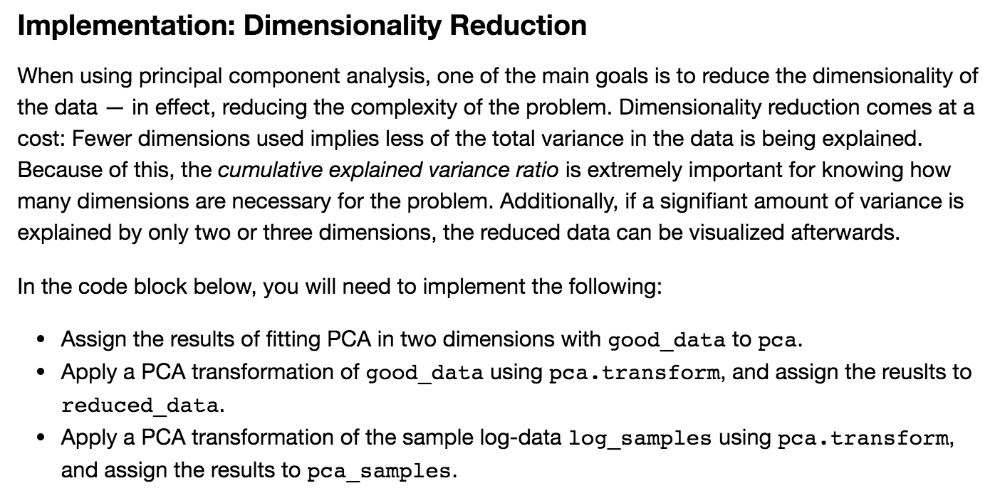 Implementation: Dimensionality Reduction
When using principal component analysis, one of the main goals is to reduce the dimensionality of
the data — in effect, reducing the complexity of the problem. Dimensionality reduction comes at a
cost: Fewer dimensions used implies less of the total variance in the data is being explained.
Because of this, the cumulative explained variance ratio is extremely important for knowing how
many dimensions are necessary for the problem. Additionally, if a signifiant amount of variance is
explained by only two or three dimensions, the reduced data can be visualized afterwards.
In the code block below, you will need to implement the following:
• Assign the results of fitting PCA in two dimensions with good_data to pca.
• Apply a PCA transformation of good_data using pca.transform, and assign the reuslts to
reduced_data.
• Apply a PCA transformation of the sample log-data log_samples using pca.transform,
and assign the results to pca_samples.